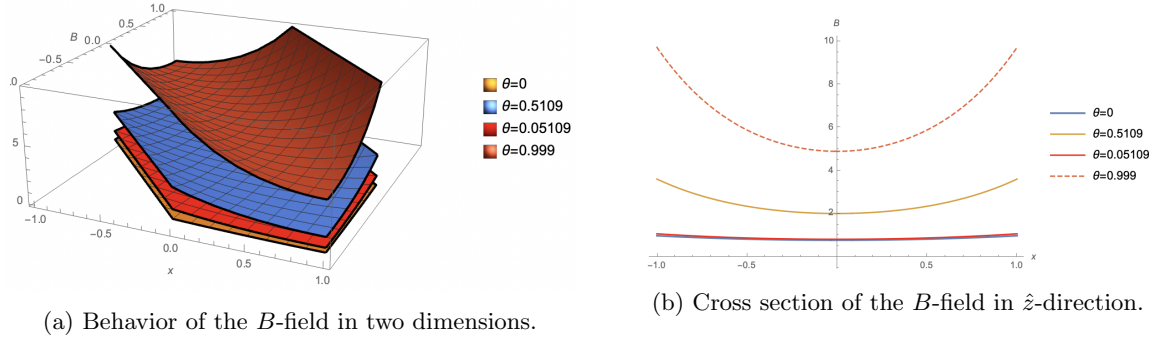 1.0
0.5
B 0.0
−0.5
.0
5
0
−1.0
−0.5
0.0
0.5
1.0
x
θ=0
θ=0.5109
θ=0.05109
θ=0.999
(a) Behavior of the B-field in two dimensions.
B
10
8
6
4
2
−1.0
−0.5
0.5
1.0
x
θ=0
θ=0.5109
θ=0.05109
θ=0.999
(b) Cross section of the B-field in ẑ-direction.